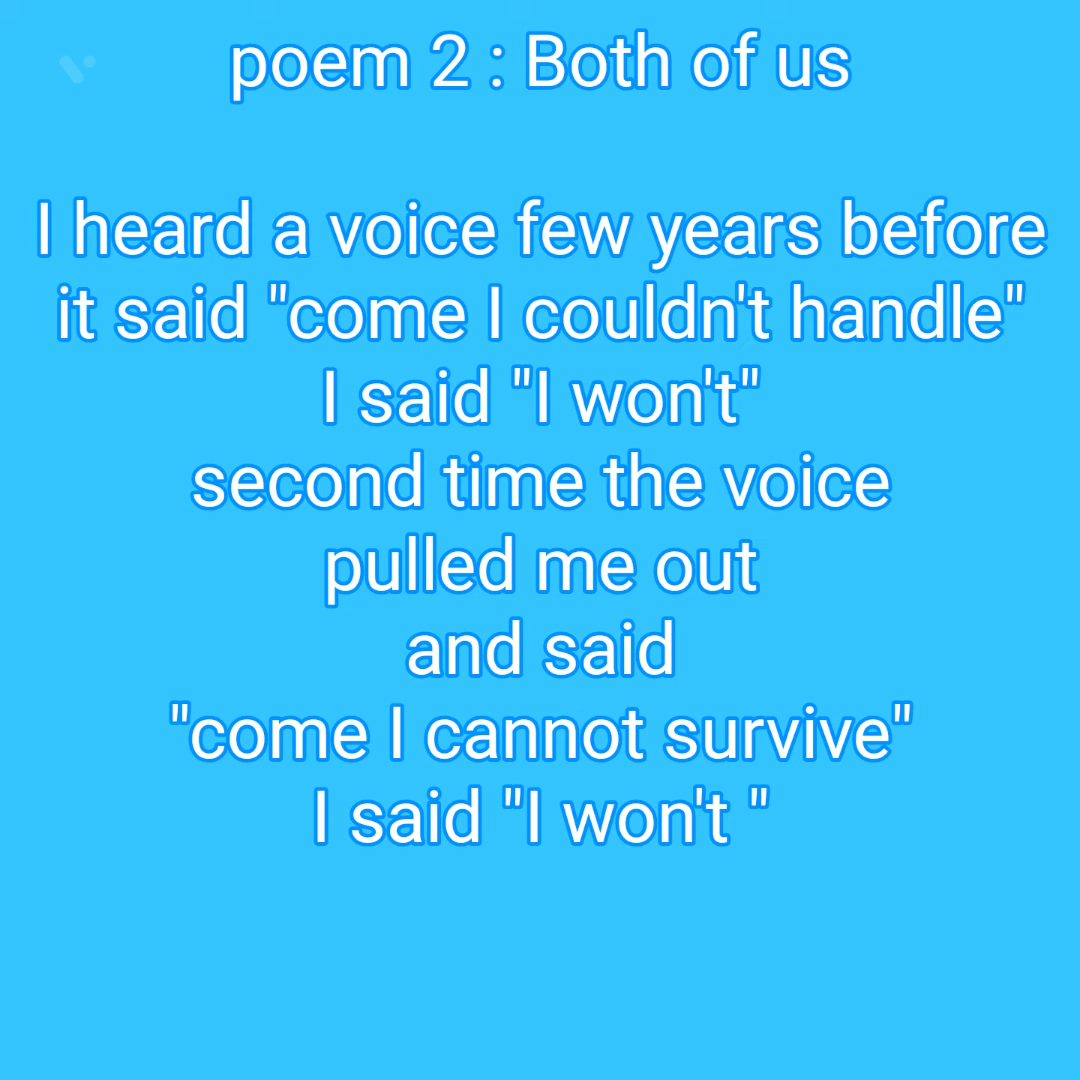 poem 2 : Both of us
I heard a voice few years before
it said "come I couldn't handle"
I said "I won't"
second time the voice
pulled me out
and said
"come I cannot survive"
I said "I won't "